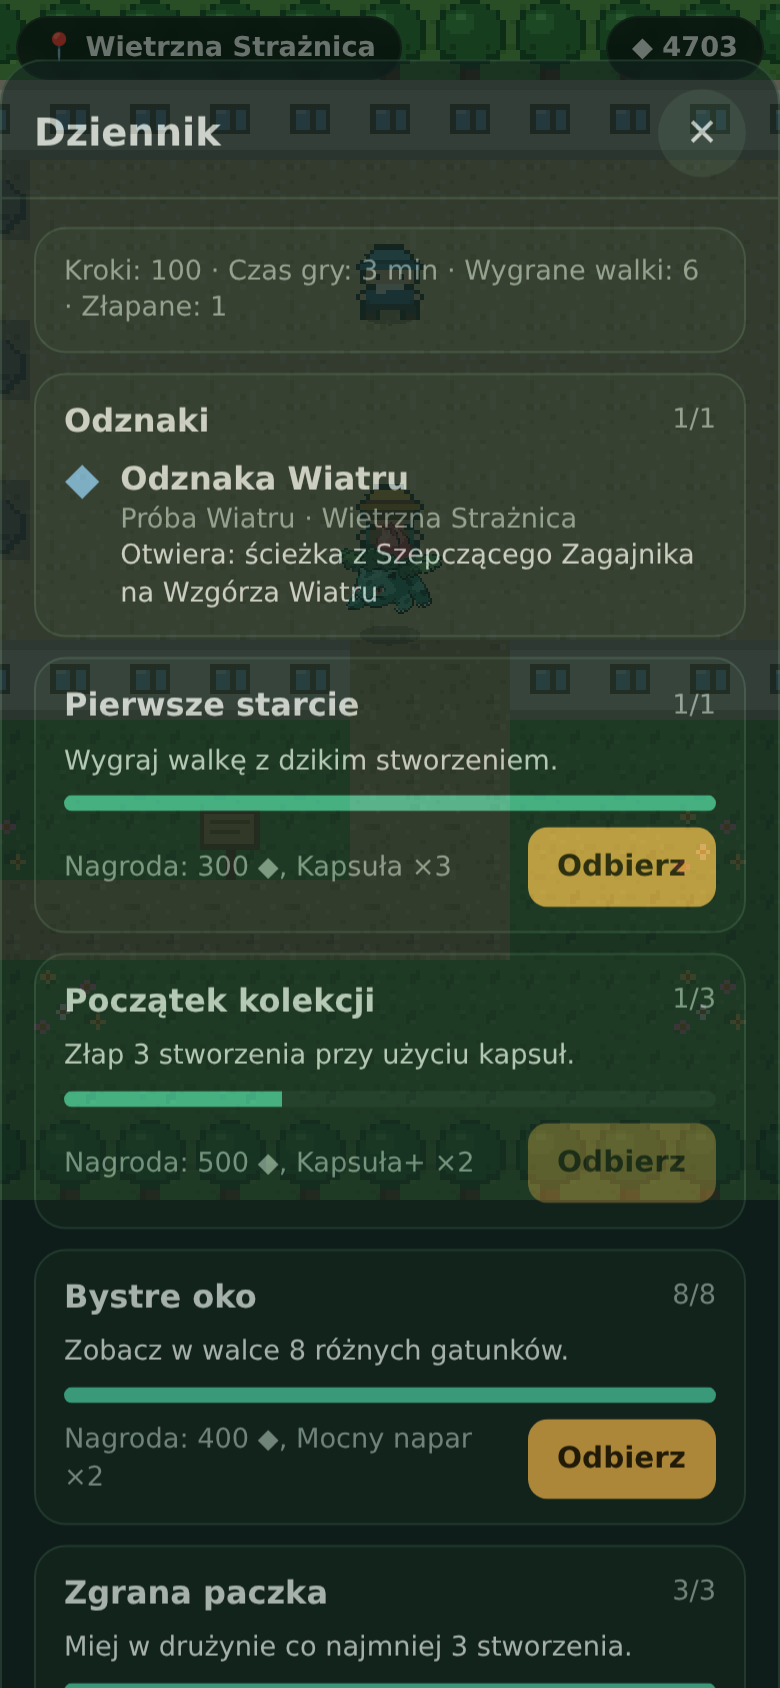 Wietrzna Strażnica
◆ 4703
Dziennik
✕
Kroki: 100 · Czas gry: 3 min · Wygrane walki: 6
· Złapane: 1
Odznaki
1/1
Odznaka Wiatru
Próba Wiatru · Wietrzna Strażnica
Otwiera: ścieżka z Szepczącego Zagajnika
na Wzgórza Wiatru
Pierwsze starcie
1/1
Wygraj walkę z dzikim stworzeniem.
Nagroda: 300 ◆, Kapsuła ×3
Odbierz
Początek kolekcji
1/3
Złap 3 stworzenia przy użyciu kapsuł.
Nagroda: 500 ◆, Kapsuła+ ×2
Odbierz
Bystre oko
8/8
Zobacz w walce 8 różnych gatunków.
Nagroda: 400 ◆, Mocny napar
×2
Odbierz
Zgrana paczka
3/3
Miej w drużynie co najmniej 3 stworzenia.